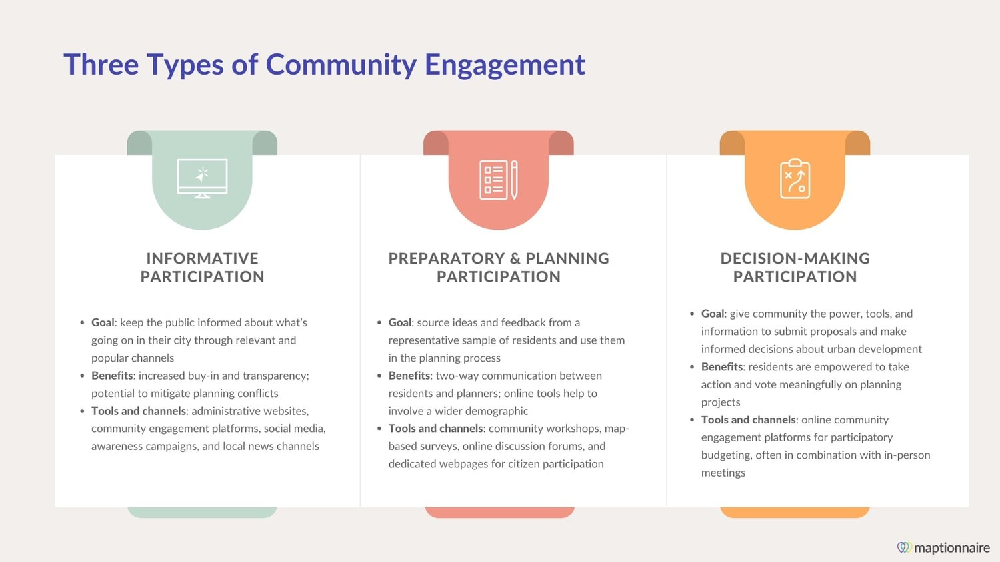 Three Types of Community Engagement
INFORMATIVE
PARTICIPATION
• Goal: keep the public informed about what’s
going on in their city through relevant and
popular channels
• Benefits: increased buy-in and transparency;
potential to mitigate planning conflicts
• Tools and channels: administrative websites,
community engagement platforms, social media,
awareness campaigns, and local news channels
PREPARATORY & PLANNING
PARTICIPATION
• Goal: source ideas and feedback from a
representative sample of residents and use them
in the planning process
• Benefits: two-way communication between
residents and planners; online tools help to
involve a wider demographic
• Tools and channels: community workshops, map-
based surveys, online discussion forums, and
dedicated webpages for citizen participation
DECISION-MAKING
PARTICIPATION
• Goal: give community the power, tools, and
information to submit proposals and make
informed decisions about urban development
• Benefits: residents are empowered to take
action and vote meaningfully on planning
projects
• Tools and channels: online community
engagement platforms for participatory
budgeting, often in combination with in-person
meetings
maptionnaire